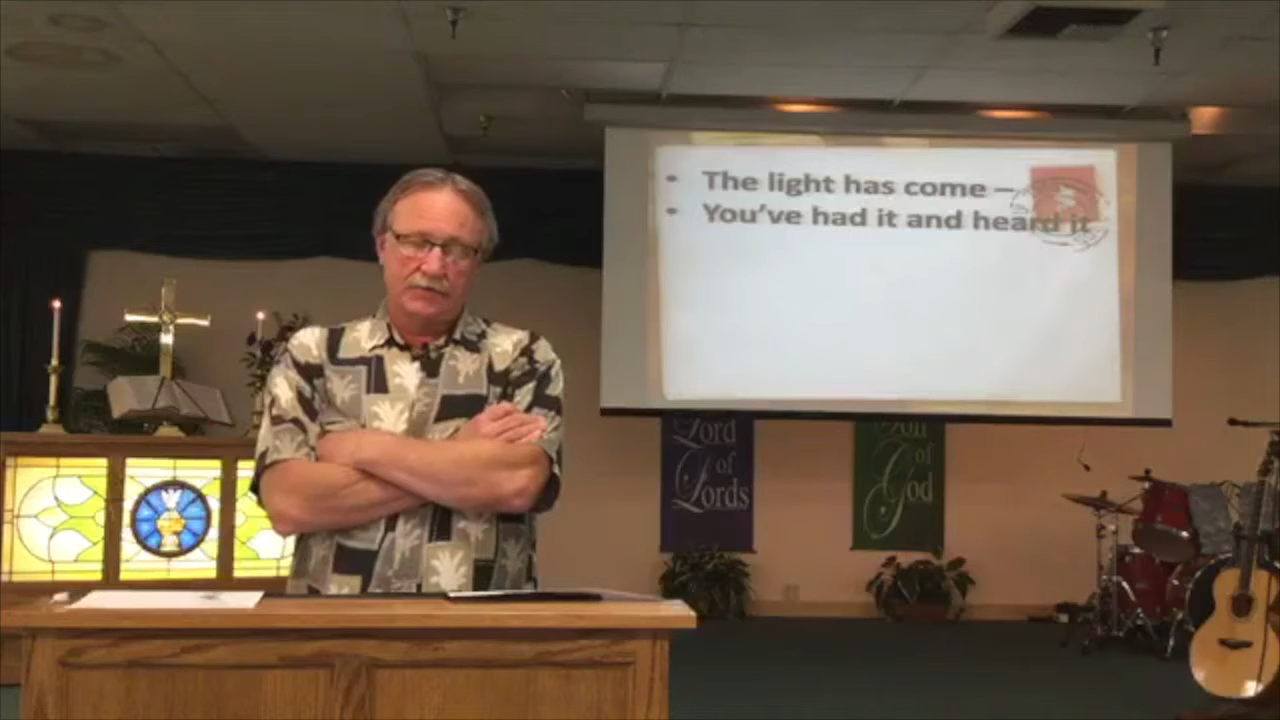 • The light has come –
• You've had it and heard it
Lord
of
Lords
Son
of
God